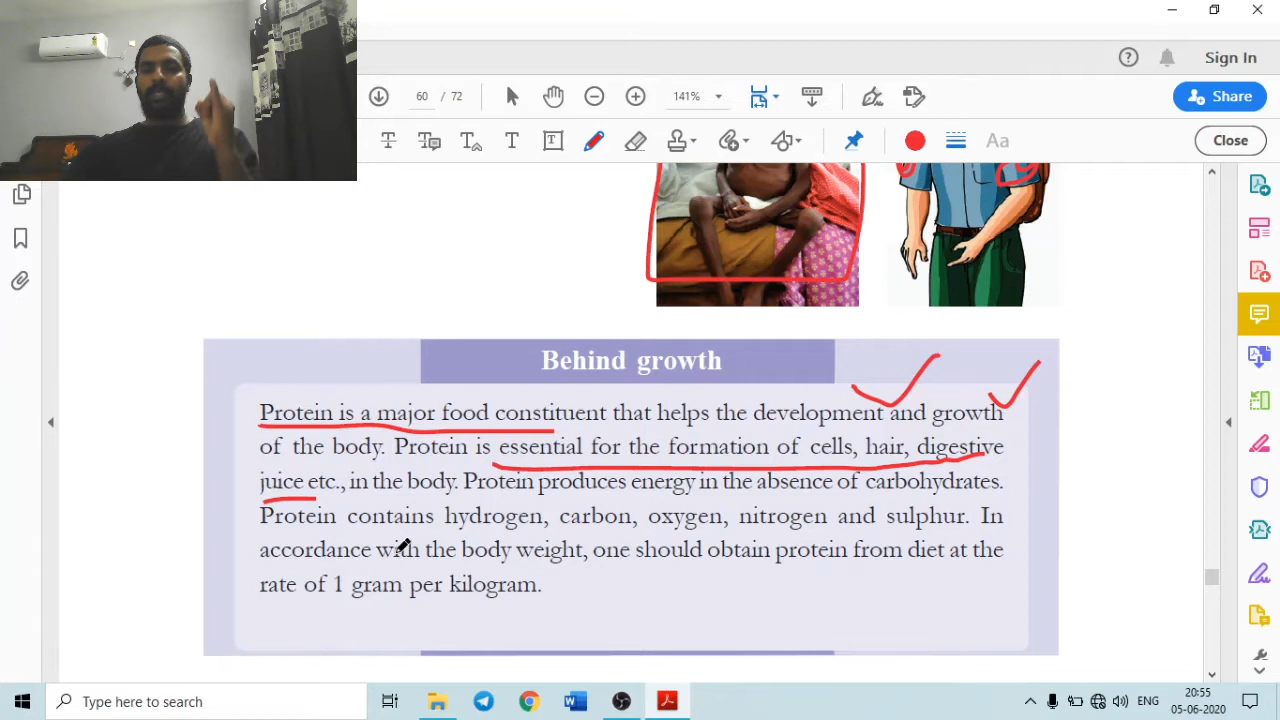 Sign In
60 / 72
141%
Share
T
T
T
T
T
Aa
Close
Behind growth
Protein is a major food constituent that helps the development and growth
of the body. Protein is essential for the formation of cells, hair, digestive
juice etc., in the body. Protein produces energy in the absence of carbohydrates.
Protein contains hydrogen, carbon, oxygen, nitrogen and sulphur. In
accordance with the body weight, one should obtain protein from diet at the
rate of 1 gram per kilogram.
Type here to search
ENG
20:55
05-06-2020